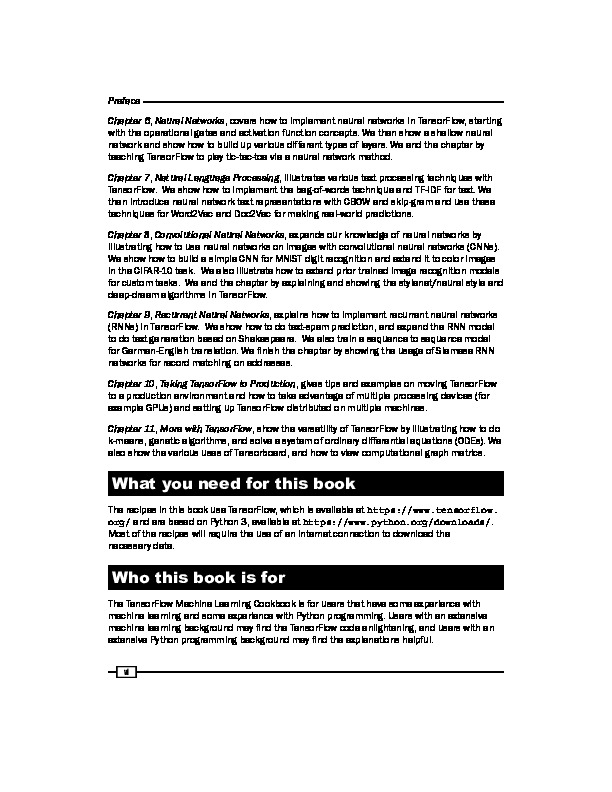 Preface
Chapter 6, Neural Networks, covers how to implement neural networks in TensorFlow, starting
with the operational gates and activation function concepts. We then show a shallow neural
network and show how to build up various different types of layers. We end the chapter by
teaching TensorFlow to play tic-tac-toe via a neural network method.
Chapter 7, Natural Language Processing, illustrates various text processing techniques with
TensorFlow. We show how to implement the bag-of-words technique and TF-IDF for text. We
then introduce neural network text representations with CBOW and skip-gram and use these
techniques for Word2Vec and Doc2Vec for making real-world predictions.
Chapter 8, Convolutional Neural Networks, expands our knowledge of neural networks by
illustrating how to use neural networks on images with convolutional neural networks (CNNs).
We show how to build a simple CNN for MNIST digit recognition and extend it to color images
in the CIFAR-10 task. We also illustrate how to extend prior trained image recognition models
for custom tasks. We end the chapter by explaining and showing the stylenet/neural style and
deep-dream algorithms in TensorFlow.
Chapter 9, Recurrent Neural Networks, explains how to implement recurrent neural networks
(RNNs) in TensorFlow. We show how to do text-spam prediction, and expand the RNN model
to do text generation based on Shakespeare. We also train a sequence to sequence model
for German-English translation. We finish the chapter by showing the usage of Siamese RNN
networks for record matching on addresses.
Chapter 10, Taking TensorFlow to Production, gives tips and examples on moving TensorFlow
to a production environment and how to take advantage of multiple processing devices (for
example GPUs) and setting up TensorFlow distributed on multiple machines.
Chapter 11, More with TensorFlow, show the versatility of TensorFlow by illustrating how to do
k-means, genetic algorithms, and solve a system of ordinary differential equations (ODEs). We
also show the various uses of Tensorboard, and how to view computational graph metrics.
What you need for this book
The recipes in this book use TensorFlow, which is available at https://www.tensorflow.
org/ and are based on Python 3, available at https://www.python.org/downloads/.
Most of the recipes will require the use of an Internet connection to download the
necessary data.
Who this book is for
The TensorFlow Machine Learning Cookbook is for users that have some experience with
machine learning and some experience with Python programming. Users with an extensive
machine learning background may find the TensorFlow code enlightening, and users with an
extensive Python programming background may find the explanations helpful.
vi